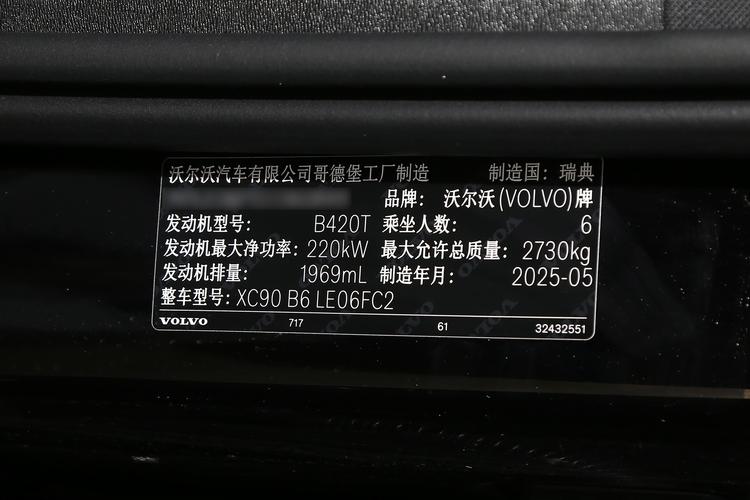 沃尔沃汽车有限公司哥德堡工厂制造 制造国：瑞典
品牌：沃尔沃(VOLVO)牌
发动机型号：B420T 乘坐人数：6
发动机最大净功率：220kW 最大允许总质量：2730kg
发动机排量：1969mL 制造年月：2025-05
整车型号：XC90 B6 LE06FC2
VOLVO 717 61 32432551